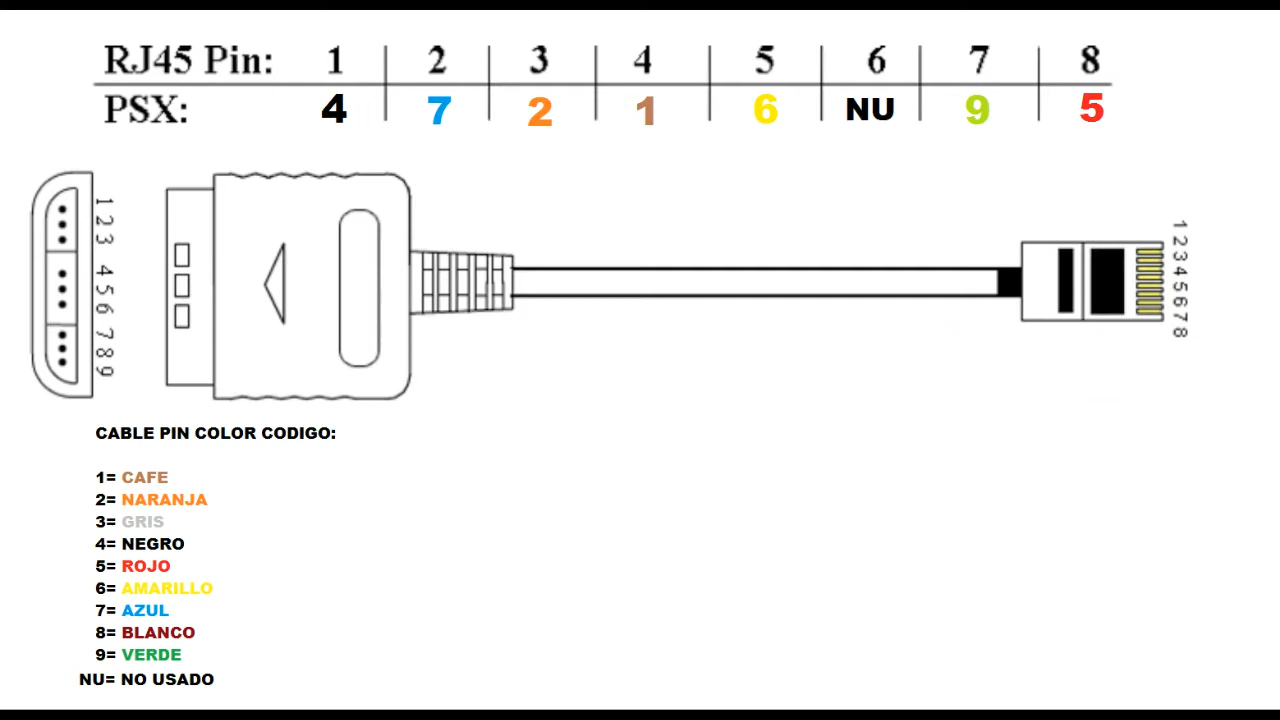 RJ45 Pin: 1 2 3 4 5 6 7 8
PSX: 4 7 2 1 6 NU 9 5
1 2 3 4 5 6 7 8 9
1 2 3 4 5 6 7 8
CABLE PIN COLOR CODIGO:
1= CAFE
2= NARANJA
3= GRIS
4= NEGRO
5= ROJO
6= AMARILLO
7= AZUL
8= BLANCO
9= VERDE
NU= NO USADO